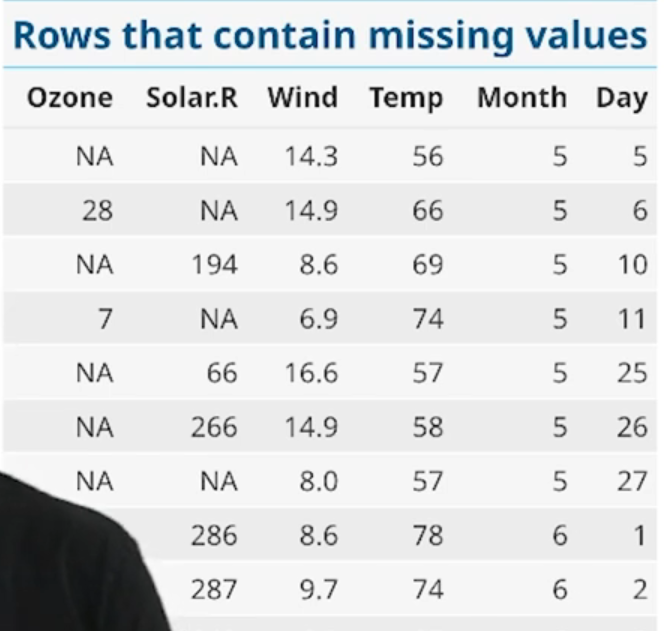 Rows that contain missing values
Ozone Solar.R Wind Temp Month Day
NA NA 14.3 56 5 5
28 NA 14.9 66 5 6
NA 194 8.6 69 5 10
7 NA 6.9 74 5 11
NA 66 16.6 57 5 25
NA 266 14.9 58 5 26
NA NA 8.0 57 5 27
286 8.6 78 6 1
287 9.7 74 6 2